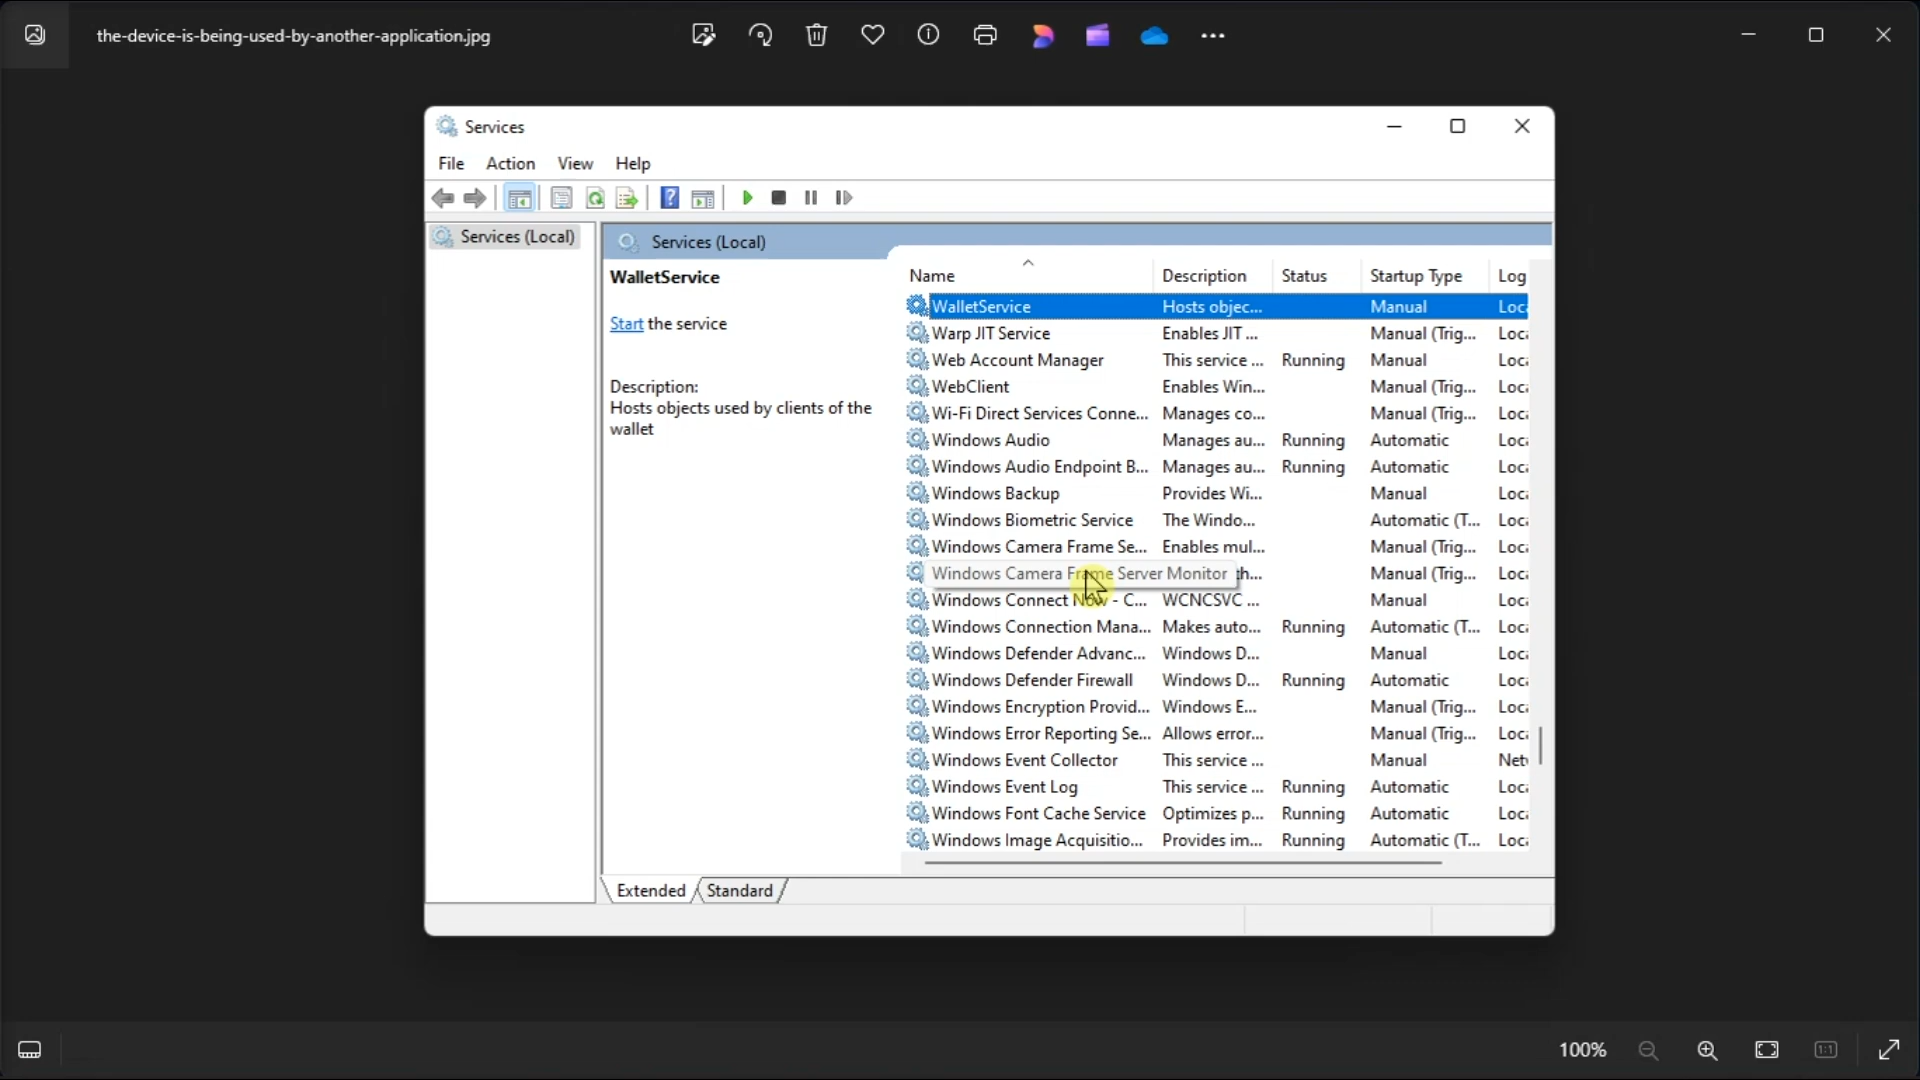 the-device-is-being-used-by-another-application.jpg
Services
File Action View Help
Services (Local)
Services (Local)
WalletService
Start the service
Description:
Hosts objects used by clients of the
wallet
Name Description Status Startup Type Log
WalletService Hosts objec... Manual Loca
Warp JIT Service Enables JIT ... Manual (Trig... Loca
Web Account Manager This service ... Running Manual Loca
WebClient Enables Win... Manual (Trig... Loca
Wi-Fi Direct Services Conne... Manages co... Manual (Trig... Loca
Windows Audio Manages au... Running Automatic Loca
Windows Audio Endpoint B... Manages au... Running Automatic Loca
Windows Backup Provides Wi... Manual Loca
Windows Biometric Service The Windo... Automatic (T... Loca
Windows Camera Frame Se... Enables mul... Manual (Trig... Loca
Windows Camera Frame Server Monitor th... Manual (Trig... Loca
Windows Connect Now - C... WCNCSVC ... Manual Loca
Windows Connection Mana... Makes auto... Running Automatic (T... Loca
Windows Defender Advanc... Windows D... Manual Loca
Windows Defender Firewall Windows D... Running Automatic Loca
Windows Encryption Provid... Windows E... Manual (Trig... Loca
Windows Error Reporting Se... Allows error... Manual (Trig... Loca
Windows Event Collector This service ... Manual Netv
Windows Event Log This service ... Running Automatic Loca
Windows Font Cache Service Optimizes p... Running Automatic Loca
Windows Image Acquisitio... Provides im... Running Automatic (T... Loca
Extended Standard
100% 1:1